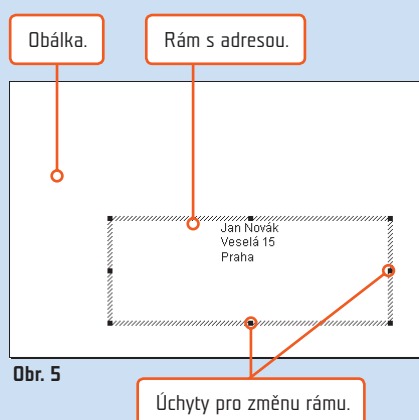 Obálka.
Rám s adresou.
Jan Novák
Veselá 15
Praha
Obr. 5
Úchyty pro změnu rámu.